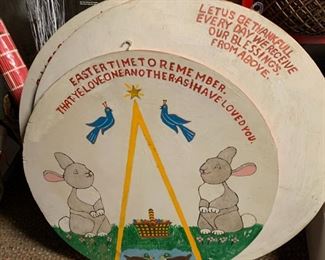 EASTER TIME TO REMEMBER.
THAT YE LOVE ONE ANOTHER AS I HAVE LOVED YOU.
LET US BE THANKFULL,
EVERY DAY WE RECEIVE
OUR BLESSINGS,
FROM ABOVE.